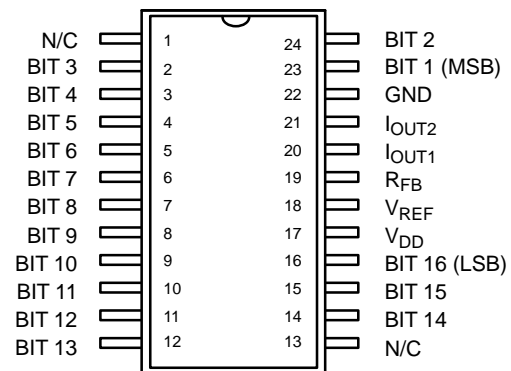 N/C 1 24 BIT 2
BIT 3 2 23 BIT 1 (MSB)
BIT 4 3 22 GND
BIT 5 4 21 IOUT2
BIT 6 5 20 IOUT1
BIT 7 6 19 RFB
BIT 8 7 18 VREF
BIT 9 8 17 VDD
BIT 10 9 16 BIT 16 (LSB)
BIT 11 10 15 BIT 15
BIT 12 11 14 BIT 14
BIT 13 12 13 N/C